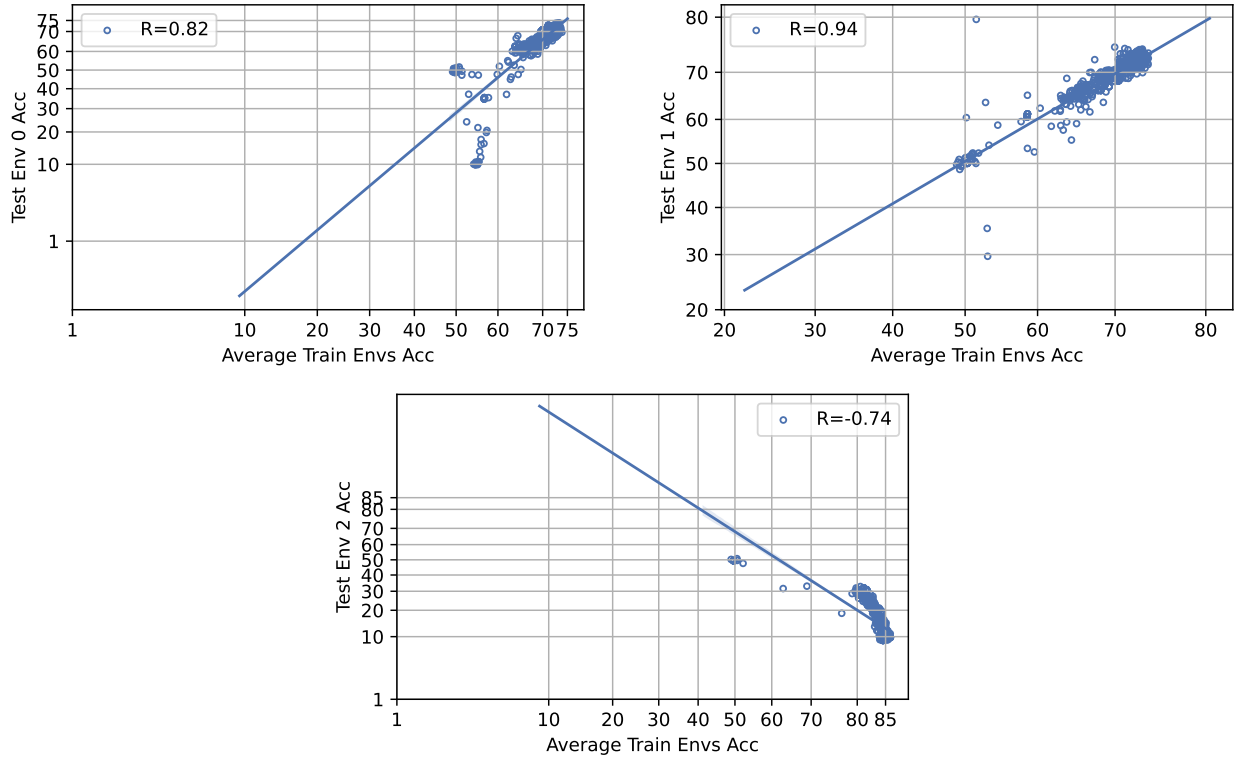 R=0.82
75
70
60
50
40
30
20
10
1
Test Env 0 Acc
1 10 20 30 40 50 60 70 75
Average Train Envs Acc
R=0.94
80
70
60
50
40
30
20
Test Env 1 Acc
20 30 40 50 60 70 80
Average Train Envs Acc
R=-0.74
85
80
70
60
50
40
30
20
10
1
Test Env 2 Acc
1 10 20 30 40 50 60 70 80 85
Average Train Envs Acc